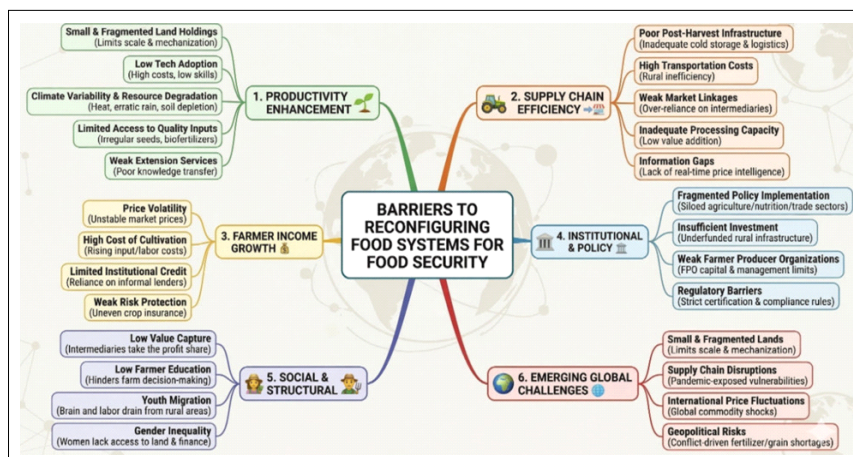 BARRIERS TO
RECONFIGURING
FOOD SYSTEMS FOR
FOOD SECURITY
1. PRODUCTIVITY
ENHANCEMENT
Small & Fragmented Land Holdings
(Limits scale & mechanization)
Low Tech Adoption
(High costs, low skills)
Climate Variability & Resource Degradation
(Heat, erratic rain, soil depletion)
Limited Access to Quality Inputs
(Irregular seeds, biofertilizers)
Weak Extension Services
(Poor knowledge transfer)
2. SUPPLY CHAIN
EFFICIENCY
Poor Post-Harvest Infrastructure
(Inadequate cold storage & logistics)
High Transportation Costs
(Rural inefficiency)
Weak Market Linkages
(Over-reliance on intermediaries)
Inadequate Processing Capacity
(Low value addition)
Information Gaps
(Lack of real-time price intelligence)
3. FARMER INCOME
GROWTH
Price Volatility
(Unstable market prices)
High Cost of Cultivation
(Rising input/labor costs)
Limited Institutional Credit
(Reliance on informal lenders)
Weak Risk Protection
(Uneven crop insurance)
4. INSTITUTIONAL
& POLICY
Fragmented Policy Implementation
(Siloed agriculture/nutrition/trade sectors)
Insufficient Investment
(Underfunded rural infrastructure)
Weak Farmer Producer Organizations
(FPO capital & management limits)
Regulatory Barriers
(Strict certification & compliance rules)
5. SOCIAL &
STRUCTURAL
Low Value Capture
(Intermediaries take the profit share)
Low Farmer Education
(Hinders farm decision-making)
Youth Migration
(Brain and labor drain from rural areas)
Gender Inequality
(Women lack access to land & finance)
6. EMERGING GLOBAL
CHALLENGES
Small & Fragmented Lands
(Limits scale & mechanization)
Supply Chain Disruptions
(Pandemic-exposed vulnerabilities)
International Price Fluctuations
(Global commodity shocks)
Geopolitical Risks
(Conflict-driven fertilizer/grain shortages)